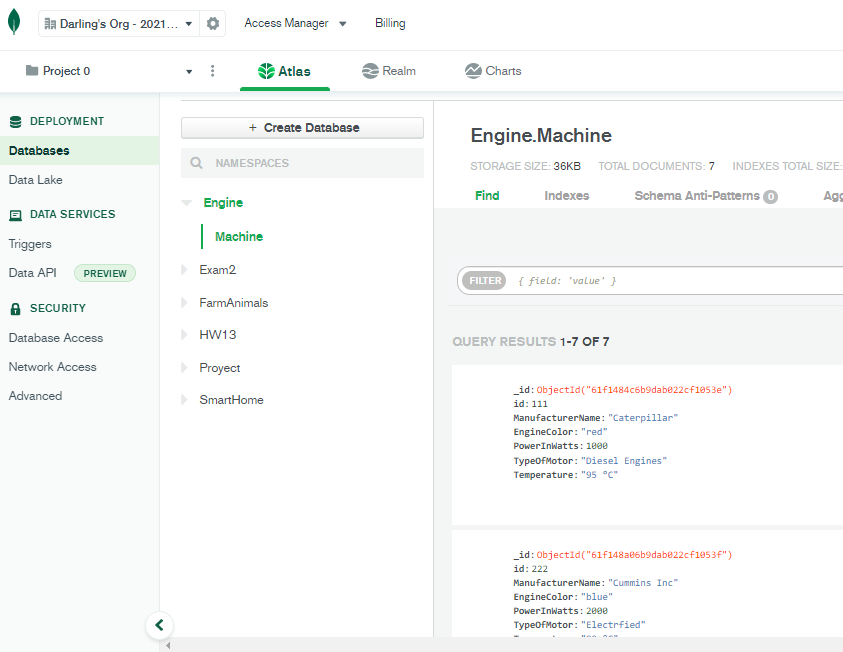 Darling's Org - 2021...
Access Manager
Billing
Project 0
Atlas
Realm
Charts
DEPLOYMENT
Databases
Data Lake
DATA SERVICES
Triggers
Data API PREVIEW
SECURITY
Database Access
Network Access
Advanced
+ Create Database
NAMESPACES
Engine
Machine
Exam2
FarmAnimals
HW13
Proyect
SmartHome
Engine.Machine
STORAGE SIZE: 36KB TOTAL DOCUMENTS: 7 INDEXES TOTAL SIZE:
Find Indexes Schema Anti-Patterns 0 Agg
FILTER { field: 'value' }
QUERY RESULTS 1-7 OF 7
_id: ObjectId("61f1484c6b9dab022cf1053e")
id: 111
ManufacturerName: "Caterpillar"
EngineColor: "red"
PowerInWatts: 1000
TypeOfMotor: "Diesel Engines"
Temperature: "95 °C"
_id: ObjectId("61f148a06b9dab022cf1053f")
id: 222
ManufacturerName: "Cummins Inc"
EngineColor: "blue"
PowerInWatts: 2000
TypeOfMotor: "Electrfied"